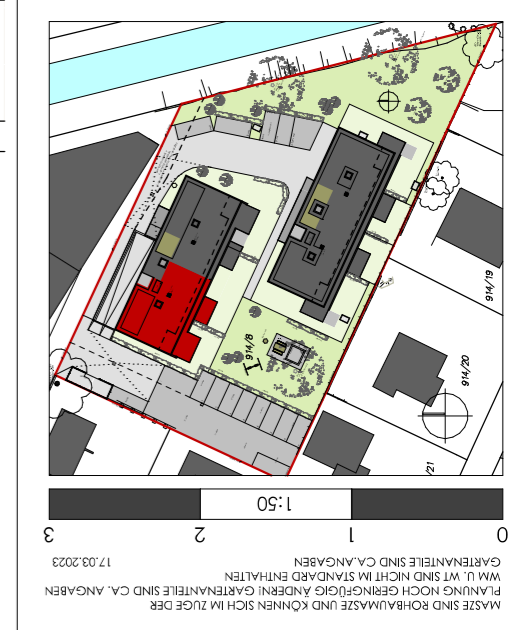 MASZE SIND ROHBAUMASZE UND KÖNNEN SICH IM ZUGE DER
PLANUNG NOCH GERINGFÜGIG ÄNDERN! GARTENANTEILE SIND CA. ANGABEN
WM. U. WT SIND NICHT IM STANDARD ENTHALTEN
GARTENANTEILE SIND CA.ANGABEN 17.03.2023
0 1 2 3
1:50
/21
914/20
914/8
914/19